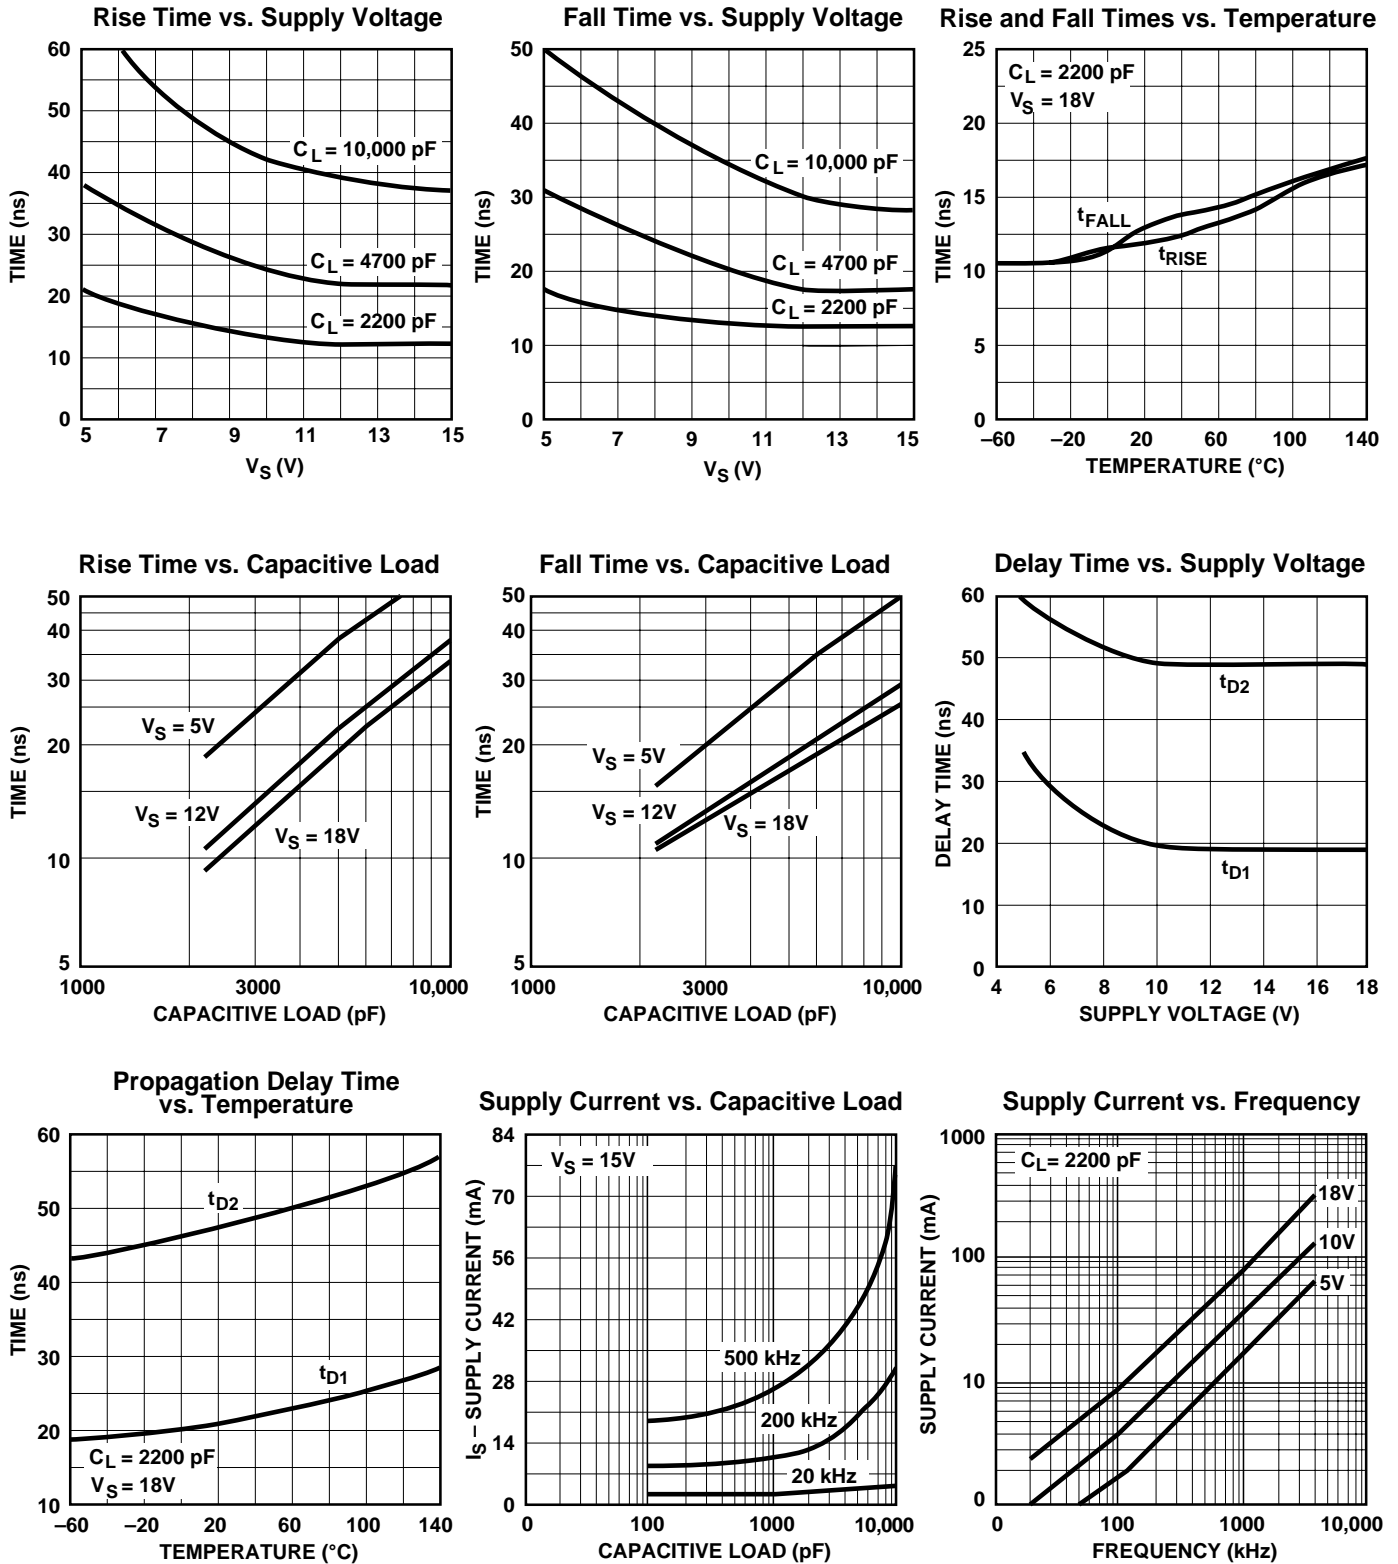 Rise Time vs. Supply Voltage
60
50
40
30
20
10
0
TIME (ns)
C L = 10,000 pF
C L = 4700 pF
C L = 2200 pF
5 7 9 11 13 15
VS (V)
Fall Time vs. Supply Voltage
50
40
30
20
10
0
TIME (ns)
C L = 10,000 pF
C L = 4700 pF
C L = 2200 pF
5 7 9 11 13 15
VS (V)
Rise and Fall Times vs. Temperature
25
20
15
10
5
0
TIME (ns)
C L = 2200 pF
VS = 18V
tFALL
tRISE
–60 –20 20 60 100 140
TEMPERATURE (°C)
Rise Time vs. Capacitive Load
50
40
30
20
10
5
TIME (ns)
VS = 5V
VS = 12V
VS = 18V
1000 3000 10,000
CAPACITIVE LOAD (pF)
Fall Time vs. Capacitive Load
50
40
30
20
10
5
TIME (ns)
VS = 5V
VS = 12V
VS = 18V
1000 3000 10,000
CAPACITIVE LOAD (pF)
Delay Time vs. Supply Voltage
60
50
40
30
20
10
0
DELAY TIME (ns)
tD2
tD1
4 6 8 10 12 14 16 18
SUPPLY VOLTAGE (V)
Propagation Delay Time
vs. Temperature
60
50
40
30
20
10
TIME (ns)
tD2
tD1
C L = 2200 pF
VS = 18V
–60 –20 20 60 100 140
TEMPERATURE (°C)
Supply Current vs. Capacitive Load
84
70
56
42
28
14
0
IS – SUPPLY CURRENT (mA)
VS = 15V
500 kHz
200 kHz
20 kHz
0 100 1000 10,000
CAPACITIVE LOAD (pF)
Supply Current vs. Frequency
1000
100
10
0
SUPPLY CURRENT (mA)
CL= 2200 pF
18V
10V
5V
0 100 1000 10,000
FREQUENCY (kHz)